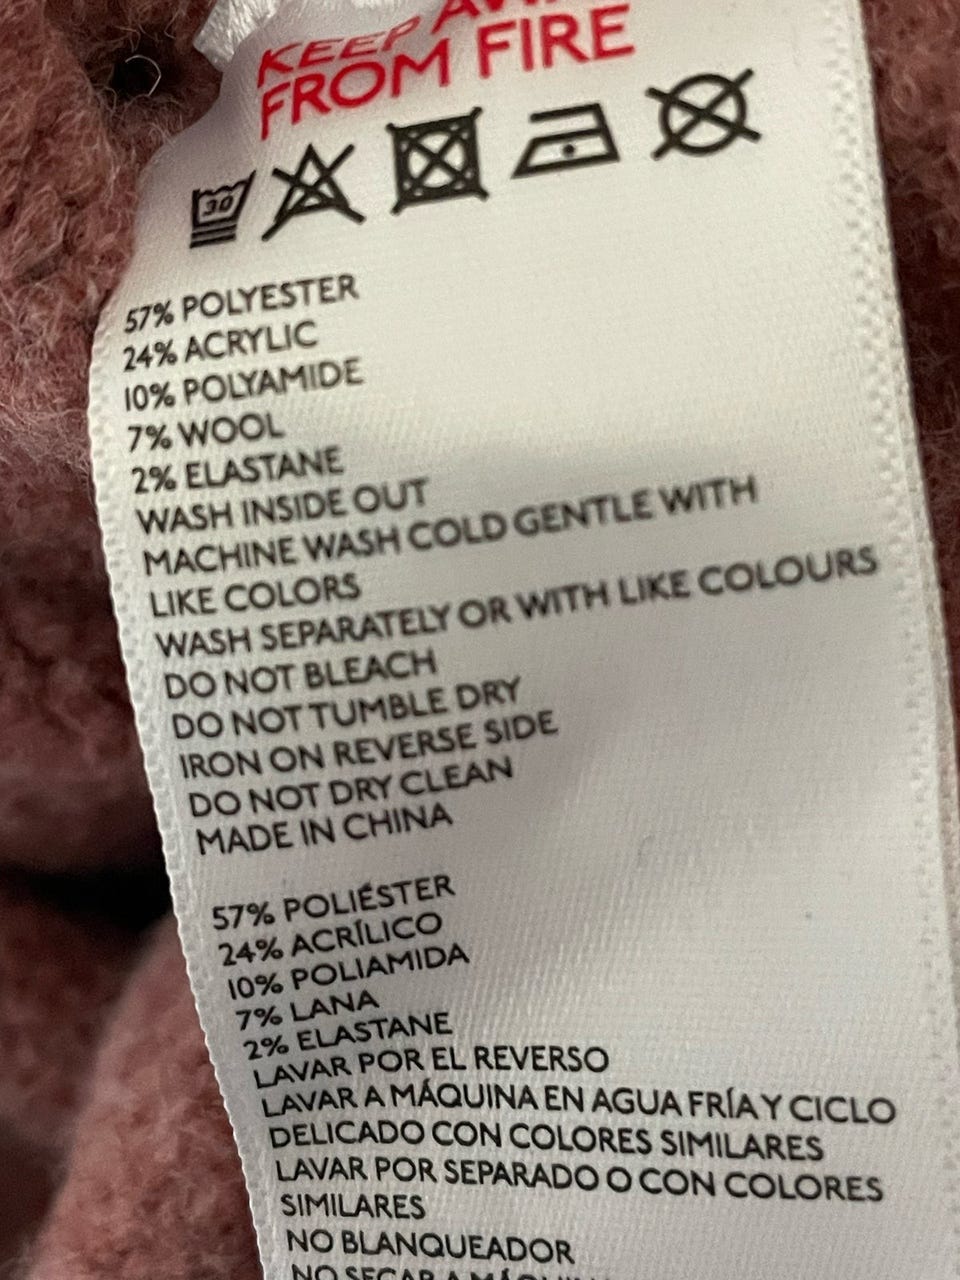 KEEP AWAY
FROM FIRE
30
57% POLYESTER
24% ACRYLIC
10% POLYAMIDE
7% WOOL
2% ELASTANE
WASH INSIDE OUT
MACHINE WASH COLD GENTLE WITH
LIKE COLORS
WASH SEPARATELY OR WITH LIKE COLOURS
DO NOT BLEACH
DO NOT TUMBLE DRY
IRON ON REVERSE SIDE
DO NOT DRY CLEAN
MADE IN CHINA
57% POLIÉSTER
24% ACRÍLICO
10% POLIAMIDA
7% LANA
2% ELASTANE
LAVAR POR EL REVERSO
LAVAR A MÁQUINA EN AGUA FRÍA Y CICLO
DELICADO CON COLORES SIMILARES
LAVAR POR SEPARADO O CON COLORES
SIMILARES
NO BLANQUEADOR
NO SECAR A